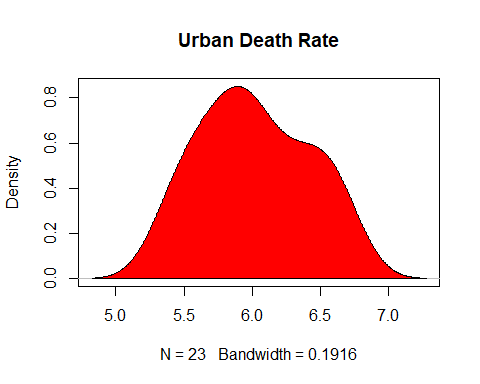 Urban Death Rate
Density
0.0 0.2 0.4 0.6 0.8
5.0 5.5 6.0 6.5 7.0
N = 23 Bandwidth = 0.1916